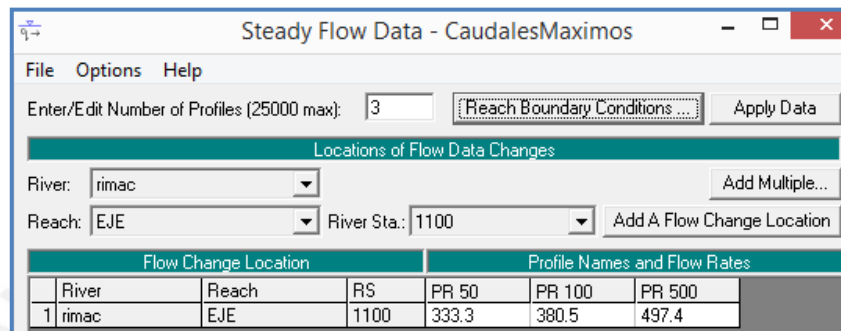 Steady Flow Data - CaudalesMaximos
File Options Help
Enter/Edit Number of Profiles (25000 max): 3 Reach Boundary Conditions ... Apply Data
Locations of Flow Data Changes
River: rimac Add Multiple...
Reach: EJE River Sta.: 1100 Add A Flow Change Location
Flow Change Location Profile Names and Flow Rates
River Reach RS PR 50 PR 100 PR 500
1 rimac EJE 1100 333.3 380.5 497.4